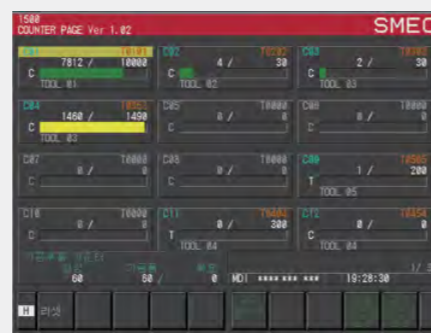 1500
COUNTER PAGE Ver 1.02
SMEC
C01 T0101
7812 / 10000
C
TOOL 01
C02 T0202
4 / 30
C
TOOL 02
C03 T0303
2 / 30
C
TOOL 03
C04
1460 / 1490
C
TOOL 03
C05 T0000
0 / 0
C
C06 T0000
0 / 0
C
C07 T0000
0 / 0
C
C08 T0000
0 / 0
C
C09 T0505
1 / 200
T
TOOL 05
C10 T0000
0 / 0
C
C11 T0404
0 / 300
T
TOOL 04
C12 T0454
0 /
C
TOOL 04
60 60 / 0
MDI **** *** *** 19:28:30
H 리셋